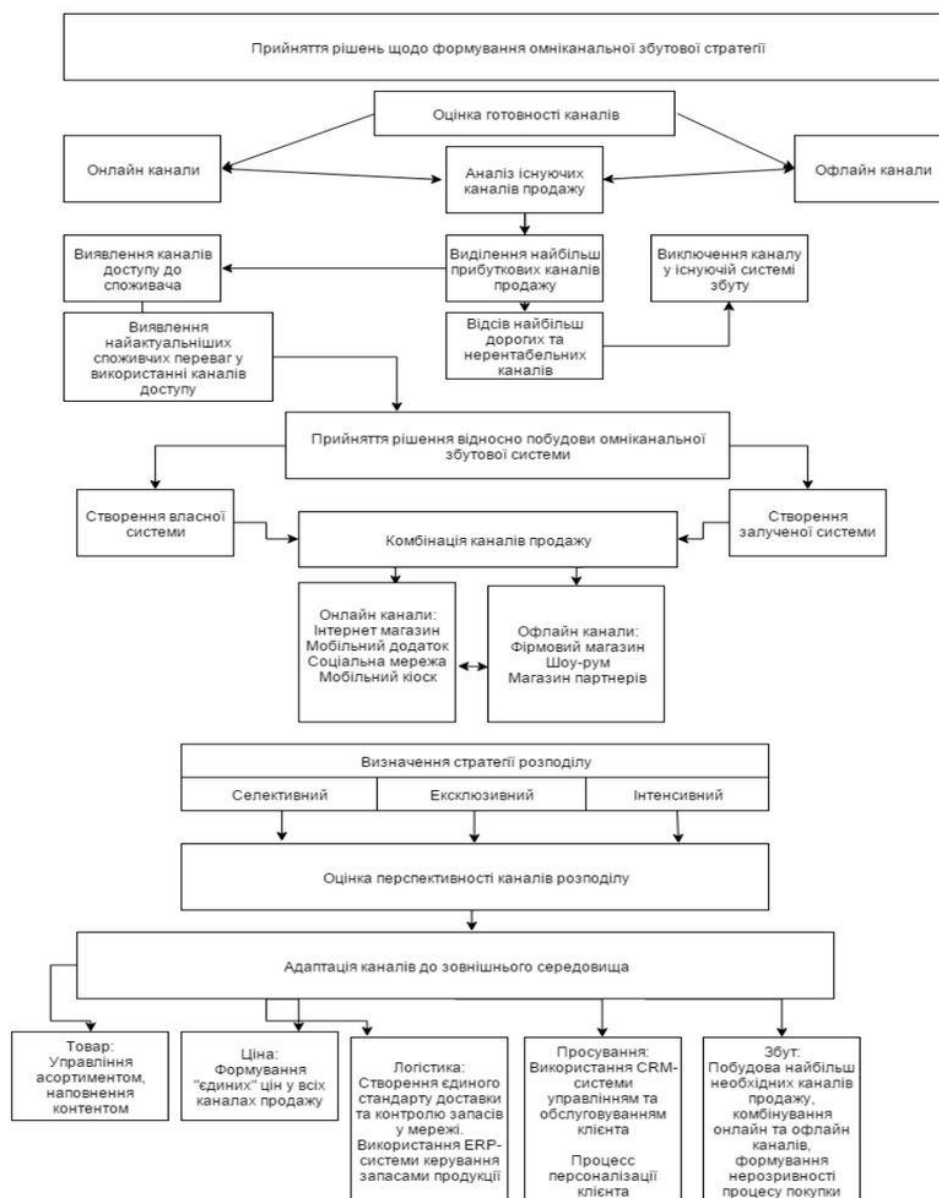 Прийняття рішень щодо формування омніканальної збутової стратегії
Оцінка готовності каналів
Онлайн канали
Аналіз існуючих
каналів продажу
Офлайн канали
Виявлення каналів
доступу до
споживача
Виділення найбільш
прибуткових каналів
продажу
Виключення каналу
у існуючій системі
збуту
Виявлення
найактуальніших
споживчих переваг у
використанні каналів
доступу
Відсів найбільш
дорогих та
нерентабельних
каналів
Прийняття рішення відносно побудови омніканальної
збутової системи
Створення власної
системи
Комбінація каналів продажу
Створення
залученої системи
Онлайн канали:
Інтернет магазин
Мобільний додаток
Соціальна мережа
Мобільний кіоск
Офлайн канали:
Фірмовий магазин
Шоу-рум
Магазин партнерів
Визначення стратегії розподілу
Селективний
Ексклюзивний
Інтенсивний
Оцінка перспективності каналів розподілу
Адаптація каналів до зовнішнього середовища
Товар:
Управління
асортиментом,
наповнення
контентом
Ціна:
Формування
"єдиних" цін у всіх
каналах продажу
Логістика:
Створення єдиного
стандарту доставки
та контролю запасів
у мережі.
Використання ERP-
системи керування
запасами продукції
Просування:
Використання CRM-
системи
управлінням та
обслуговуванням
клієнта
Процесс
персоналізації
клієнта
Збут:
Побудова найбільш
необхідних каналів
продажу,
комбінування
онлайн та офлайн
каналів,
формування
нерозривності
процесу покупки